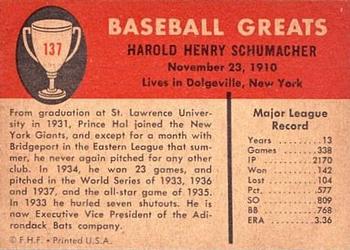 137
BASEBALL GREATS
HAROLD HENRY SCHUMACHER
November 23, 1910
Lives in Dolgeville, New York
From graduation at St. Lawrence Univer-
sity in 1931, Prince Hal joined the New
York Giants, and except for a month with
Bridgeport in the Eastern League that sum-
mer, he never again pitched for any other
club. In 1934, he won 23 games, and
pitched in the World Series of 1933, 1936
and 1937, and the all-star game of 1935.
In 1933 he hurled seven shutouts. He is
now Executive Vice President of the Adi-
rondack Bats company.
© F.H.F. • Printed U.S.A.
Major League
Record
Years - 13
Games - 338
IP - 2170
Won - 142
Lost - 104
Pct. - .577
SO - 809
BB - 768
ERA - 3.36